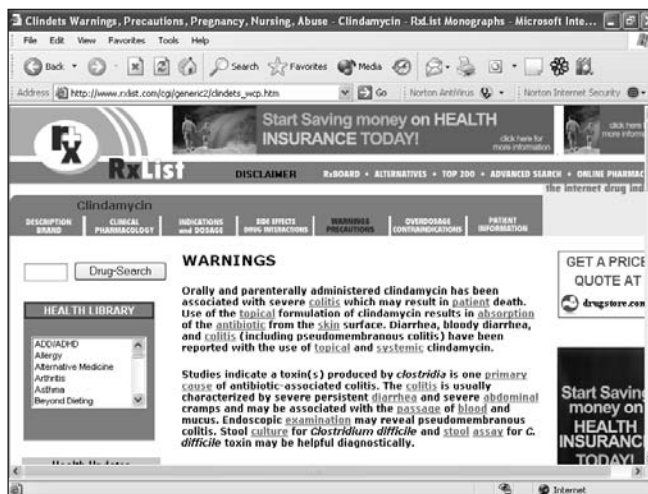 Clindets Warnings, Precautions, Pregnancy, Nursing, Abuse - Clindamycin - RxList Monographs - Microsoft Inte...
File Edit View Favorites Tools Help
Back Search Favorites Media
Address http://www.rxlist.com/cgi/generic2/clindets_wcp.htm Go Norton AntiVirus Norton Internet Security
Start Saving money on HEALTH
INSURANCE TODAY!
click here for
more information
click here
more informa
Rx
RxList
DISCLAIMER RxBOARD • ALTERNATIVES • TOP 200 • ADVANCED SEARCH • ONLINE PHARMAC
the internet drug ind
Clindamycin
DESCRIPTION
BRAND
CLINICAL
PHARMACOLOGY
INDICATIONS
and DOSAGE
SIDE EFFECTS
DRUG INTERACTIONS
WARNINGS
PRECAUTIONS
OVERDOSAGE
CONTRAINDICATIONS
PATIENT
INFORMATION
Drug-Search
HEALTH LIBRARY
ADD/ADHD
Allergy
Alternative Medicine
Arthritis
Asthma
Beyond Dieting
Health Updates
WARNINGS
Orally and parenterally administered clindamycin has been
associated with severe colitis which may result in patient death.
Use of the topical formulation of clindamycin results in absorption
of the antibiotic from the skin surface. Diarrhea, bloody diarrhea,
and colitis (including pseudomembranous colitis) have been
reported with the use of topical and systemic clindamycin.
Studies indicate a toxin(s) produced by clostridia is one primary
cause of antibiotic-associated colitis. The colitis is usually
characterized by severe persistent diarrhea and severe abdominal
cramps and may be associated with the passage of blood and
mucus. Endoscopic examination may reveal pseudomembranous
colitis. Stool culture for Clostridium difficile and stool assay for C.
difficile toxin may be helpful diagnostically.
GET A PRICE
QUOTE AT
drugstore.com
Start Saving
money on
HEALTH
INSURANC
TODAY!
Internet